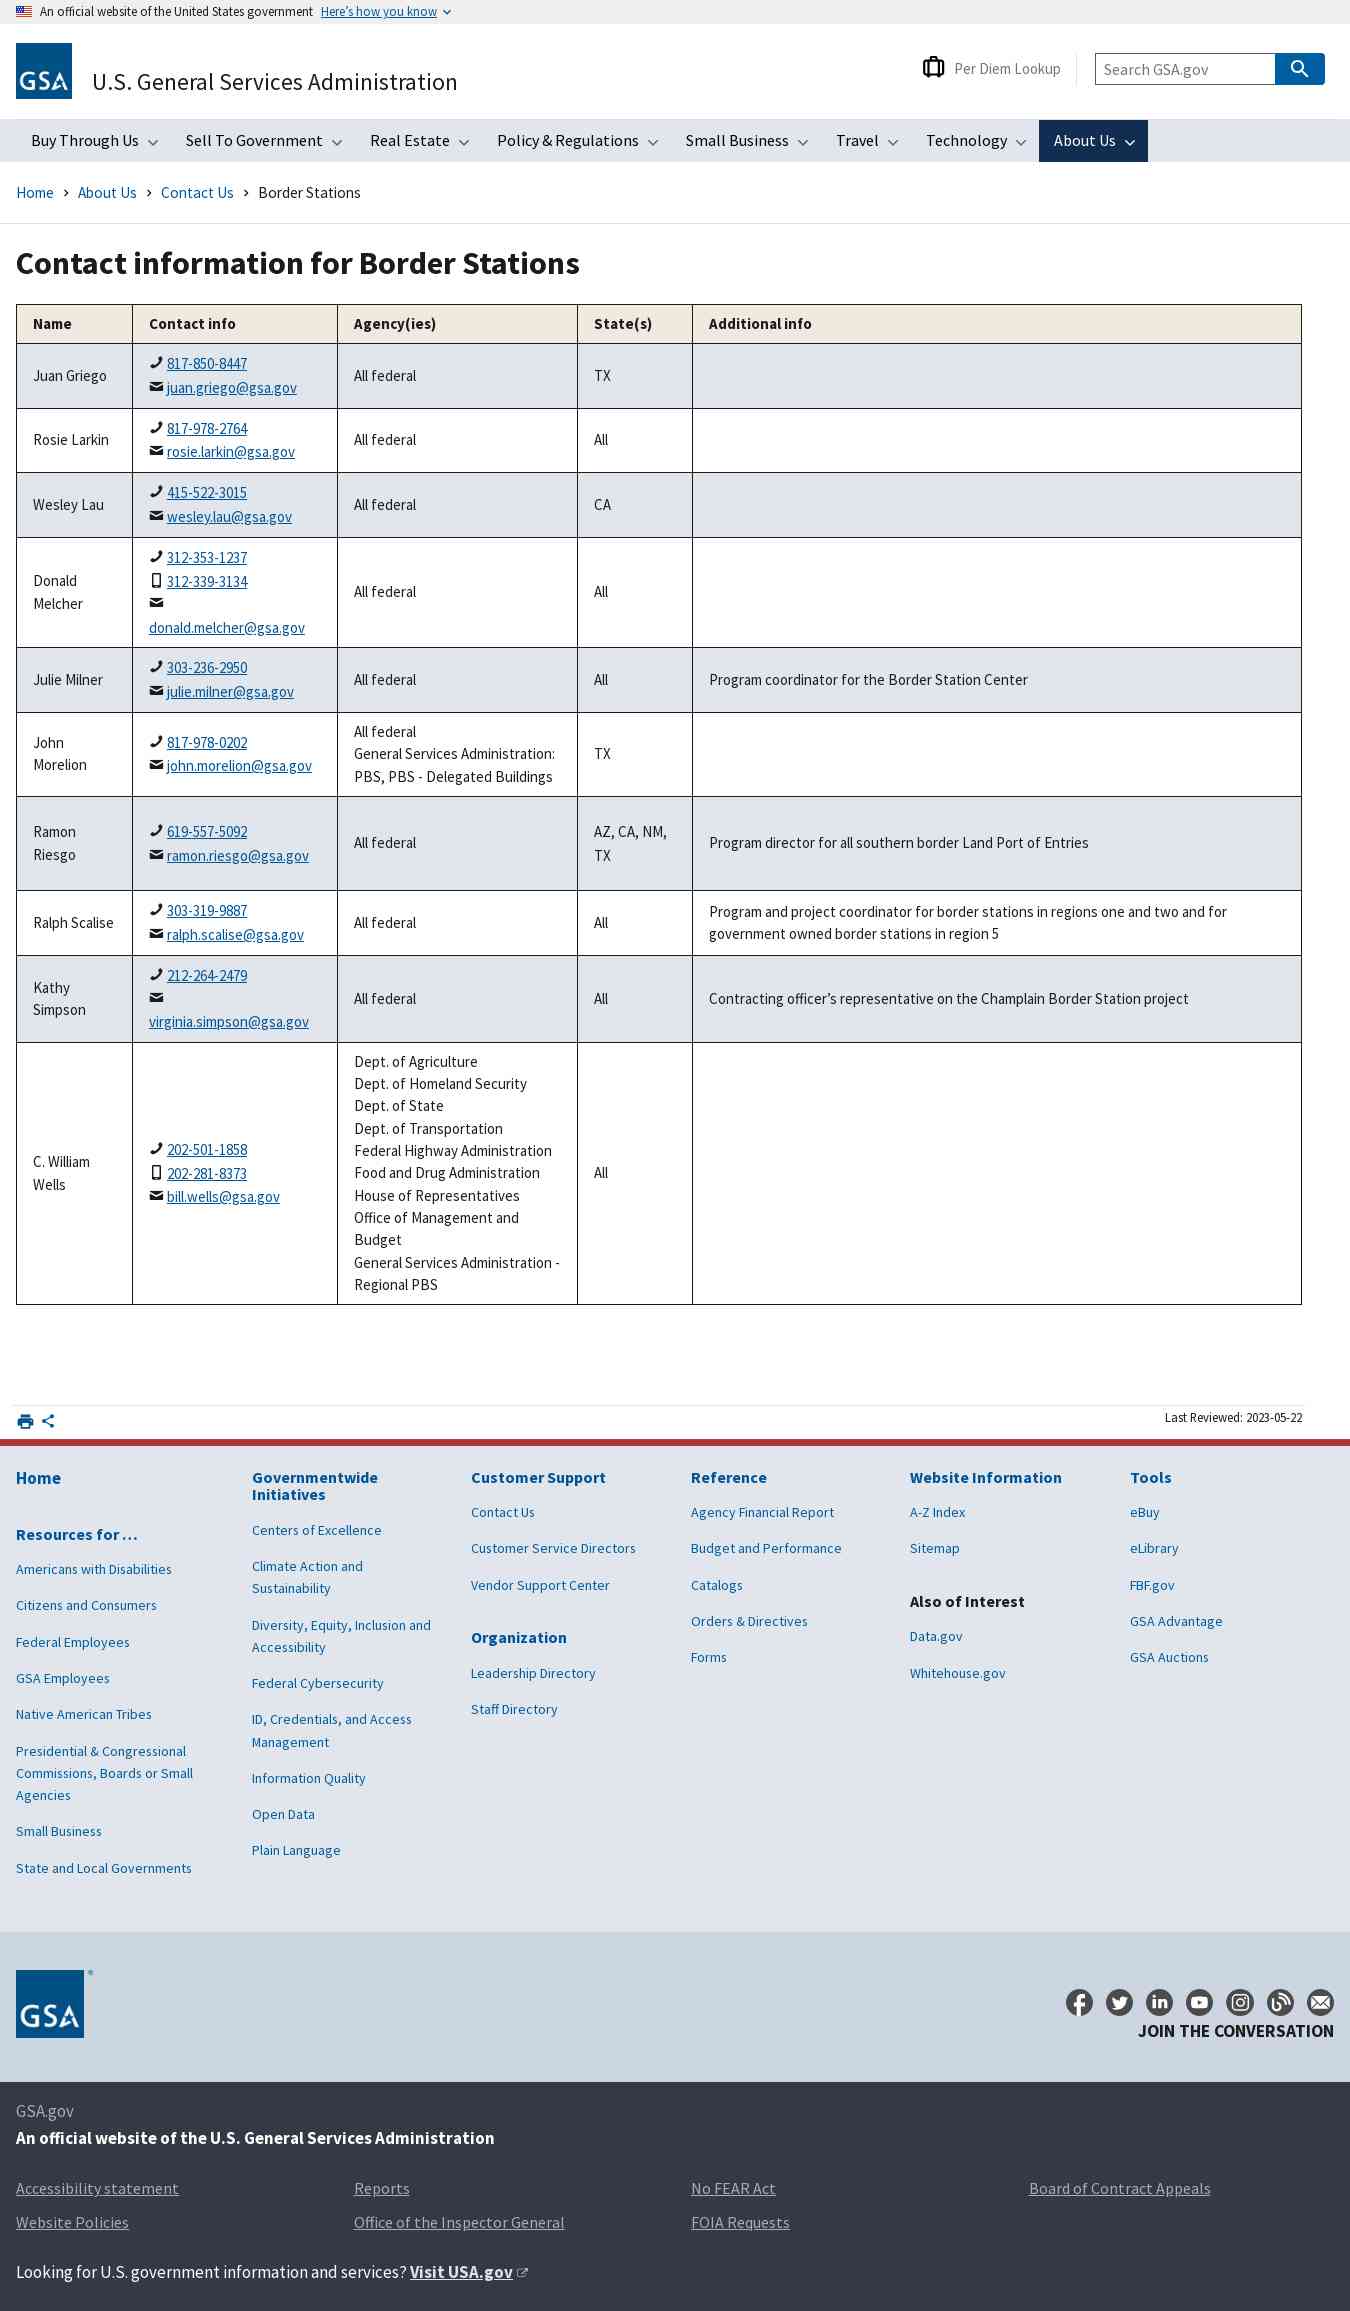 An official website of the United States government Here's how you know
GSA
U.S. General Services Administration
Per Diem Lookup
Search GSA.gov
Buy Through Us Sell To Government Real Estate Policy & Regulations Small Business Travel Technology About Us
Home > About Us > Contact Us > Border Stations
Contact information for Border Stations
Name Contact info Agency(ies) State(s) Additional info
Juan Griego
817-850-8447
juan.griego@gsa.gov
All federal
TX
Rosie Larkin
817-978-2764
rosie.larkin@gsa.gov
All federal
All
Wesley Lau
415-522-3015
wesley.lau@gsa.gov
All federal
CA
Donald
Melcher
312-353-1237
312-339-3134
donald.melcher@gsa.gov
All federal
All
Julie Milner
303-236-2950
julie.milner@gsa.gov
All federal
All
Program coordinator for the Border Station Center
John
Morelion
817-978-0202
john.morelion@gsa.gov
All federal
General Services Administration:
PBS, PBS - Delegated Buildings
TX
Ramon
Riesgo
619-557-5092
ramon.riesgo@gsa.gov
All federal
AZ, CA, NM,
TX
Program director for all southern border Land Port of Entries
Ralph Scalise
303-319-9887
ralph.scalise@gsa.gov
All federal
All
Program and project coordinator for border stations in regions one and two and for
government owned border stations in region 5
Kathy
Simpson
212-264-2479
virginia.simpson@gsa.gov
All federal
All
Contracting officer’s representative on the Champlain Border Station project
C. William
Wells
202-501-1858
202-281-8373
bill.wells@gsa.gov
Dept. of Agriculture
Dept. of Homeland Security
Dept. of State
Dept. of Transportation
Federal Highway Administration
Food and Drug Administration
House of Representatives
Office of Management and
Budget
General Services Administration -
Regional PBS
All
Last Reviewed: 2023-05-22
Home
Resources for …
Americans with Disabilities
Citizens and Consumers
Federal Employees
GSA Employees
Native American Tribes
Presidential & Congressional
Commissions, Boards or Small
Agencies
Small Business
State and Local Governments
Governmentwide
Initiatives
Centers of Excellence
Climate Action and
Sustainability
Diversity, Equity, Inclusion and
Accessibility
Federal Cybersecurity
ID, Credentials, and Access
Management
Information Quality
Open Data
Plain Language
Customer Support
Contact Us
Customer Service Directors
Vendor Support Center
Organization
Leadership Directory
Staff Directory
Reference
Agency Financial Report
Budget and Performance
Catalogs
Orders & Directives
Forms
Website Information
A-Z Index
Sitemap
Also of Interest
Data.gov
Whitehouse.gov
Tools
eBuy
eLibrary
FBF.gov
GSA Advantage
GSA Auctions
GSA
JOIN THE CONVERSATION
GSA.gov
An official website of the U.S. General Services Administration
Accessibility statement Reports No FEAR Act Board of Contract Appeals
Website Policies Office of the Inspector General FOIA Requests
Looking for U.S. government information and services? Visit USA.gov